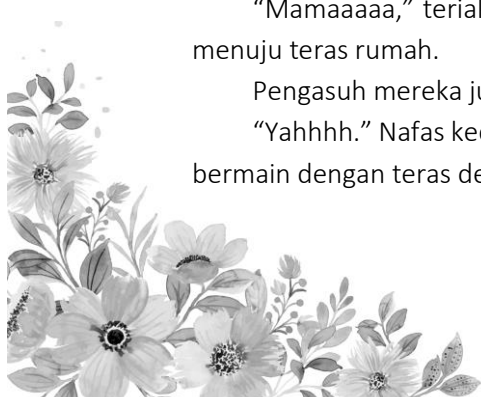 “Mamaaaaa,” teria
menuju teras rumah.
Pengasuh mereka ju
“Yahhhh.” Nafas ke
bermain dengan teras de